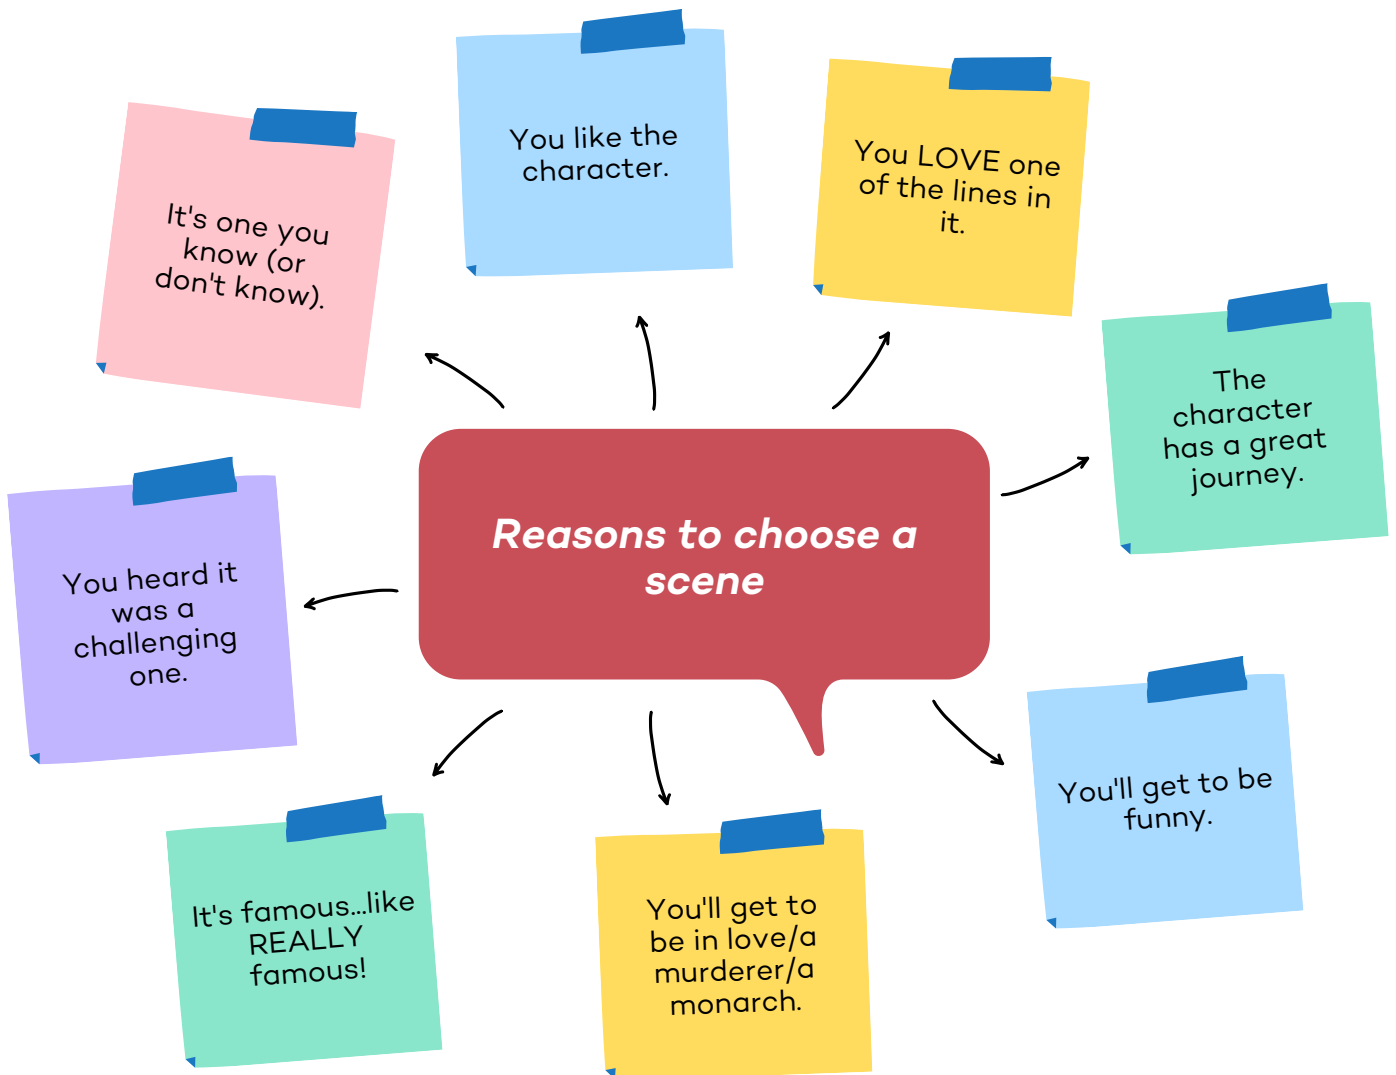 You like the
character.
You LOVE one
of the lines in
it.
It's one you
know (or
don't know).
The
character
has a great
journey.
Reasons to choose a
scene
You heard it
was a
challenging
one.
You'll get to be
funny.
It's famous...like
REALLY
famous!
You'll get to
be in love/a
murderer/a
monarch.